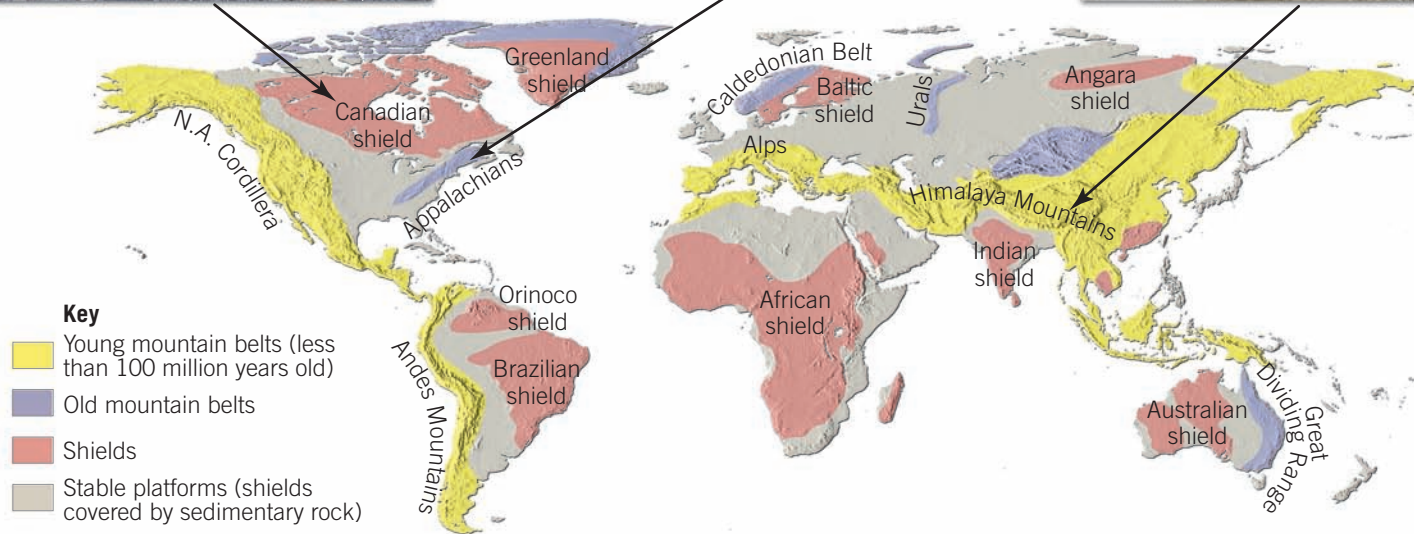 Greenland
shield
Canadian
shield
N.A. Cordillera
Appalachians
Caldedonian Belt
Baltic
shield
Urals
Angara
shield
Alps
Himalaya Mountains
Indian
shield
African
shield
Orinoco
shield
Brazilian
shield
Andes Mountains
Australian
shield
Great
Dividing Range
Key
Young mountain belts (less
than 100 million years old)
Old mountain belts
Shields
Stable platforms (shields
covered by sedimentary rock)